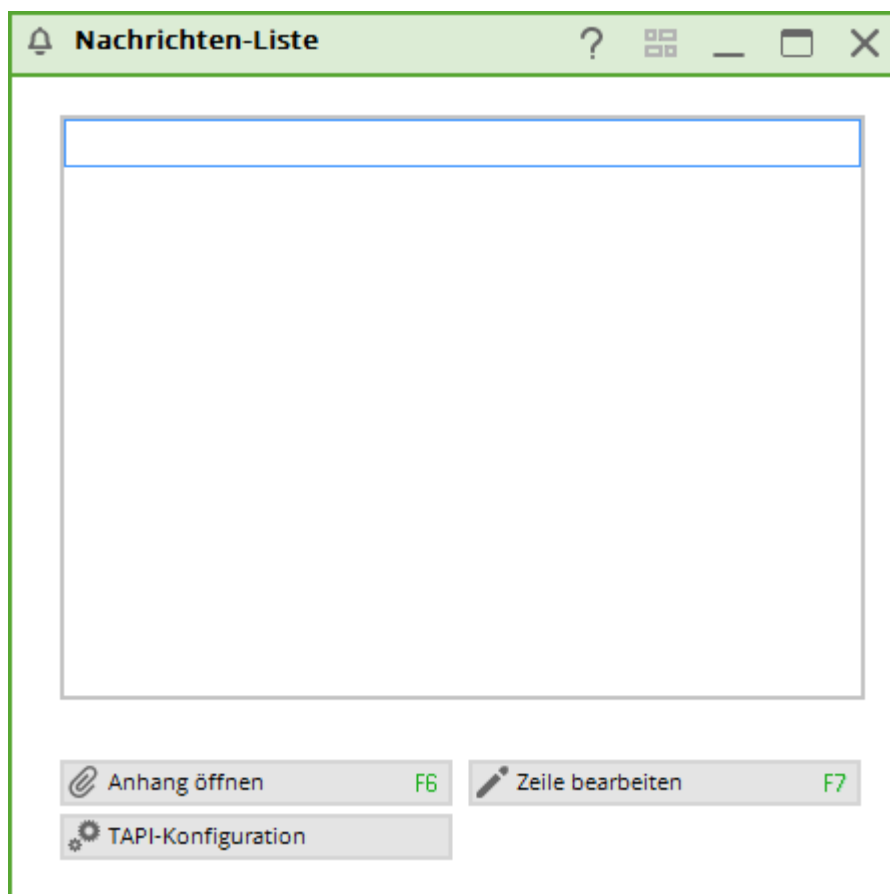 Nachrichten-Liste ?
Anhang öffnen F6 Zeile bearbeiten F7
TAPI-Konfiguration